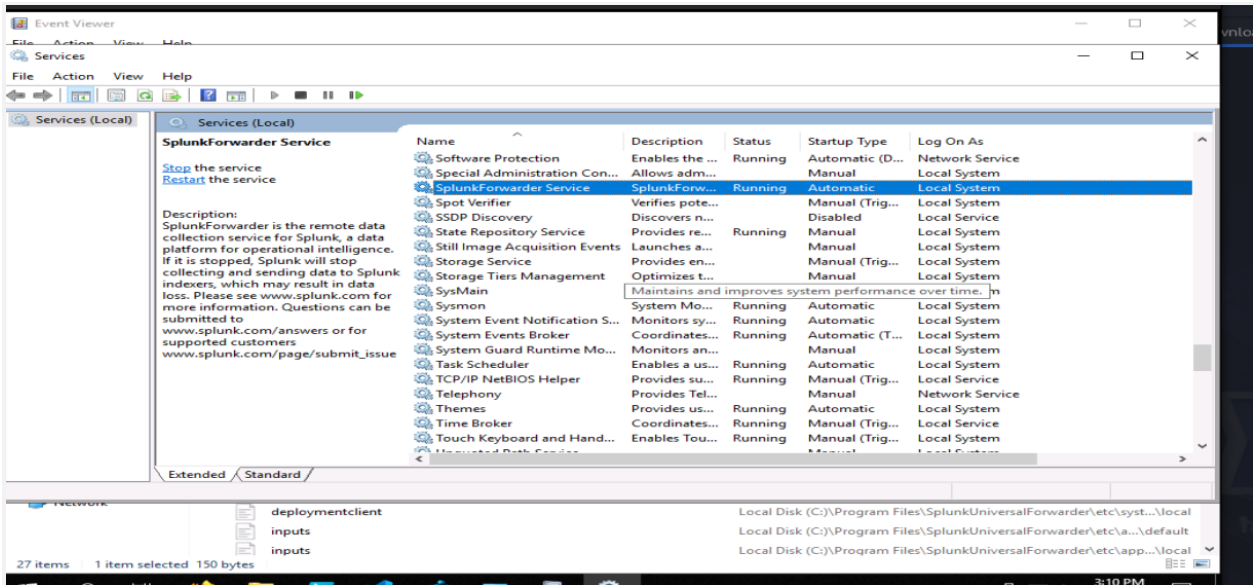 Event Viewer
File Action View Help
Services
File Action View Help
Services (Local)
Services (Local)
SplunkForwarder Service
Stop the service
Restart the service
Description:
SplunkForwarder is the remote data
collection service for Splunk, a data
platform for operational intelligence.
If it is stopped, Splunk will stop
collecting and sending data to Splunk
indexers, which may result in data
loss. Please see www.splunk.com for
more information. Questions can be
submitted to
www.splunk.com/answers or for
supported customers
www.splunk.com/page/submit_issue
Name Description Status Startup Type Log On As
Software Protection Enables the ... Running Automatic (D... Network Service
Special Administration Con... Allows adm... Manual Local System
SplunkForwarder Service SplunkForw... Running Automatic Local System
Spot Verifier Verifies pote... Manual (Trig... Local System
SSDP Discovery Discovers n... Disabled Local Service
State Repository Service Provides re... Running Manual Local System
Still Image Acquisition Events Launches a... Manual Local System
Storage Service Provides en... Manual (Trig... Local System
Storage Tiers Management Optimizes t... Manual Local System
SysMain Maintains and improves system performance over time. m
Sysmon System Mo... Running Automatic Local System
System Event Notification S... Monitors sy... Running Automatic Local System
System Events Broker Coordinates... Running Automatic (T... Local System
System Guard Runtime Mo... Monitors an... Manual Local System
Task Scheduler Enables a us... Running Automatic Local System
TCP/IP NetBIOS Helper Provides su... Running Manual (Trig... Local Service
Telephony Provides Tel... Manual Network Service
Themes Provides us... Running Automatic Local System
Time Broker Coordinates... Running Manual (Trig... Local Service
Touch Keyboard and Hand... Enables Tou... Running Manual (Trig... Local System
Extended Standard
Network
deploymentclient Local Disk (C:)\Program Files\SplunkUniversalForwarder\etc\syst...\local
inputs Local Disk (C:)\Program Files\SplunkUniversalForwarder\etc\a...\default
inputs Local Disk (C:)\Program Files\SplunkUniversalForwarder\etc\app...\local
27 items 1 item selected 150 bytes
3:10 PM